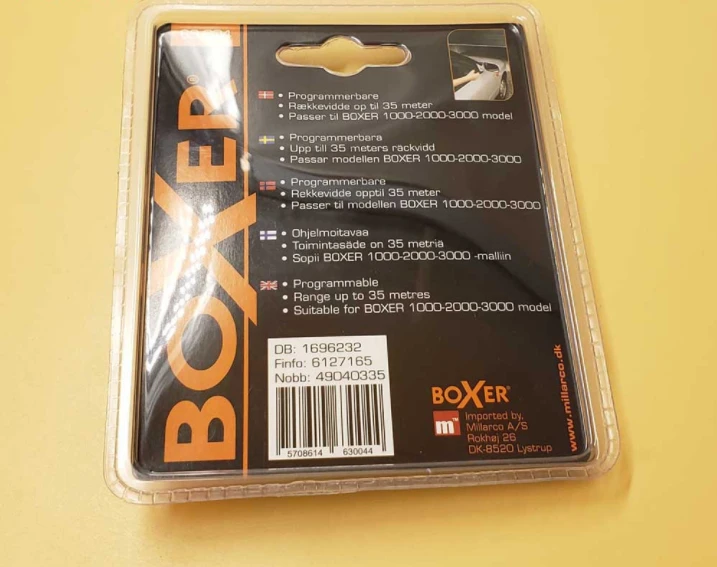 BOXER
• Programmerbare
• Rækkevidde op til 35 meter
• Passer til BOXER 1000-2000-3000 model
• Programmerbara
• Upp till 35 meters räckvidd
• Passar modellen BOXER 1000-2000-3000
• Programmerbare
• Rekkevidde opptil 35 meter
• Passer til modellen BOXER 1000-2000-3000
• Ohjelmoitavaa
• Toimintasäde on 35 metriä
• Sopii BOXER 1000-2000-3000 -malliin
• Programmable
• Range up to 35 metres
• Suitable for BOXER 1000-2000-3000 model
DB: 1696232
Finfo: 6127165
Nobb: 49040335
5708614 630044
BOXER®
m
Imported by:
Millarco A/S
Rokhøj 26
DK-8520 Lystrup
www.millarco.dk